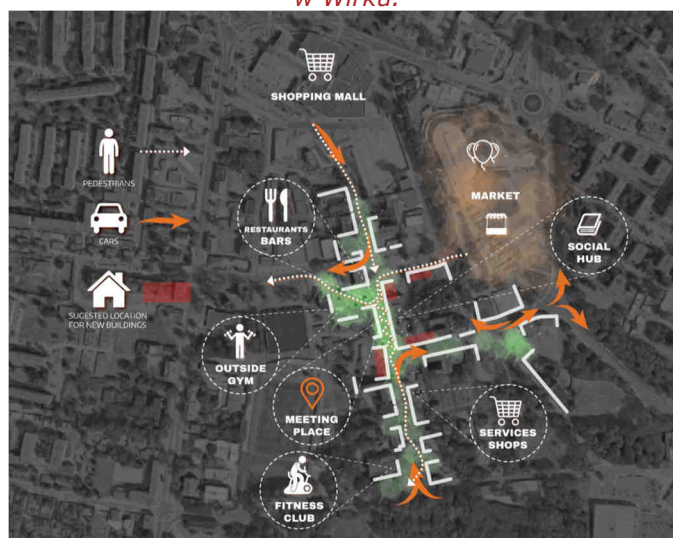 w Wirku.
SHOPPING MALL
PEDESTRIANS
MARKET
RESTAURANTS
BARS
SOCIAL
HUB
CARS
SUGESTED LOCATION
FOR NEW BUILDINGS
OUTSIDE
GYM
MEETING
PLACE
SERVICES
SHOPS
FITNESS
CLUB